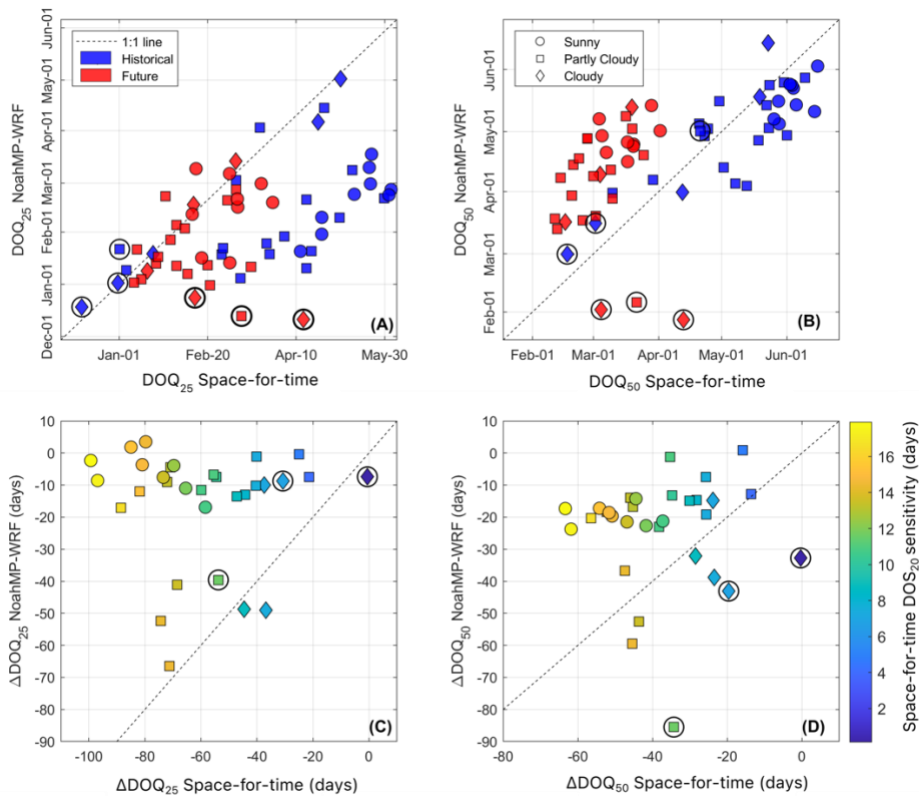 1:1 line
Historical
Future
Jun-01
May-01
Apr-01
Mar-01
Feb-01
Jan-01
Dec-01
DOQ25 NoahMP-WRF
(A)
Jan-01 Feb-20 Apr-10 May-30
DOQ25 Space-for-time
Sunny
Partly Cloudy
Cloudy
Jun-01
May-01
Apr-01
Mar-01
Feb-01
DOQ50 NoahMP-WRF
(B)
Feb-01 Mar-01 Apr-01 May-01 Jun-01
DOQ50 Space-for-time
10
0
-10
-20
-30
-40
-50
-60
-70
-80
-90
ΔDOQ25 NoahMP-WRF (days)
(C)
-100 -80 -60 -40 -20 0
ΔDOQ25 Space-for-time (days)
10
0
-10
-20
-30
-40
-50
-60
-70
-80
-90
ΔDOQ50 NoahMP-WRF (days)
(D)
-80 -60 -40 -20 0
ΔDOQ50 Space-for-time (days)
16
14
12
10
8
6
4
2
Space-for-time DOS20 sensitivity (days)